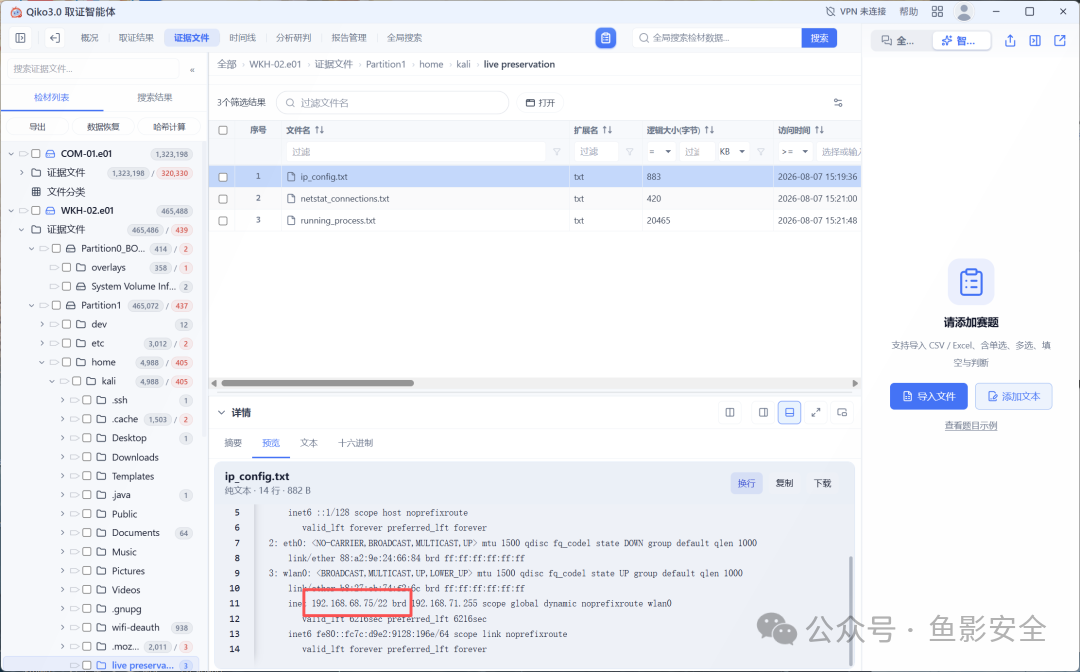 Qiko3.0 取证智能体
VPN 未连接 帮助
概况 取证结果 证据文件 时间线 分析研判 报告管理 全局搜索
全局搜索检材数据... 搜索
全... 智...
搜索证据文件... «
检材列表 搜索结果
导出 数据恢复 哈希计算
COM-01.e01 1,323,198
证据文件 1,323,198 / 320,330
文件分类
WKH-02.e01 465,488
证据文件 465,486 / 439
Partition0_BO... 414 / 2
overlays 358 / 1
System Volume Inf... 2
Partition1 465,072 / 437
dev 12
etc 3,012 / 2
home 4,988 / 405
kali 4,988 / 405
.ssh 1
.cache 1,503 / 2
Desktop 1
Downloads
Templates
.java 1
Public
Documents 64
Music
Pictures
Videos
.gnupg
wifi-deauth 938
.moz... 2,011 / 3
live preserva... 3
全部 › WKH-02.e01 › 证据文件 › Partition1 › home › kali › live preservation
3个筛选结果 过滤文件名 打开
序号 文件名 扩展名 逻辑大小(字节) 访问时间
过滤 过滤 = 过滤 KB >= 选择或输入
1 ip_config.txt txt 883 2026-08-07 15:19:36
2 netstat_connections.txt txt 420 2026-08-07 15:21:00
3 running_process.txt txt 20465 2026-08-07 15:21:48
详情
摘要 预览 文本 十六进制
ip_config.txt
纯文本 · 14 行 · 882 B
换行 复制 下载
5 inet6 ::1/128 scope host noprefixroute
6 valid_lft forever preferred_lft forever
7 2: eth0: <NO-CARRIER,BROADCAST,MULTICAST,UP> mtu 1500 qdisc fq_codel state DOWN group default qlen 1000
8 link/ether 88:a2:9e:24:66:84 brd ff:ff:ff:ff:ff:ff
9 3: wlan0: <BROADCAST,MULTICAST,UP,LOWER_UP> mtu 1500 qdisc fq_codel state UP group default qlen 1000
10 link/ether brd ff:ff:ff:ff:ff:ff
11 inet 192.168.68.75/22 brd 192.168.71.255 scope global dynamic noprefixroute wlan0
12 valid_lft 6216sec preferred_lft 6216sec
13 inet6 fe80::fc7c:d9e2:9128:196e/64 scope link noprefixroute
14 valid_lft forever preferred_lft forever
请添加赛题
支持导入 CSV / Excel、含单选、多选、填
空与判断
导入文件 添加文本
查看题目示例
公众号 · 鱼影安全